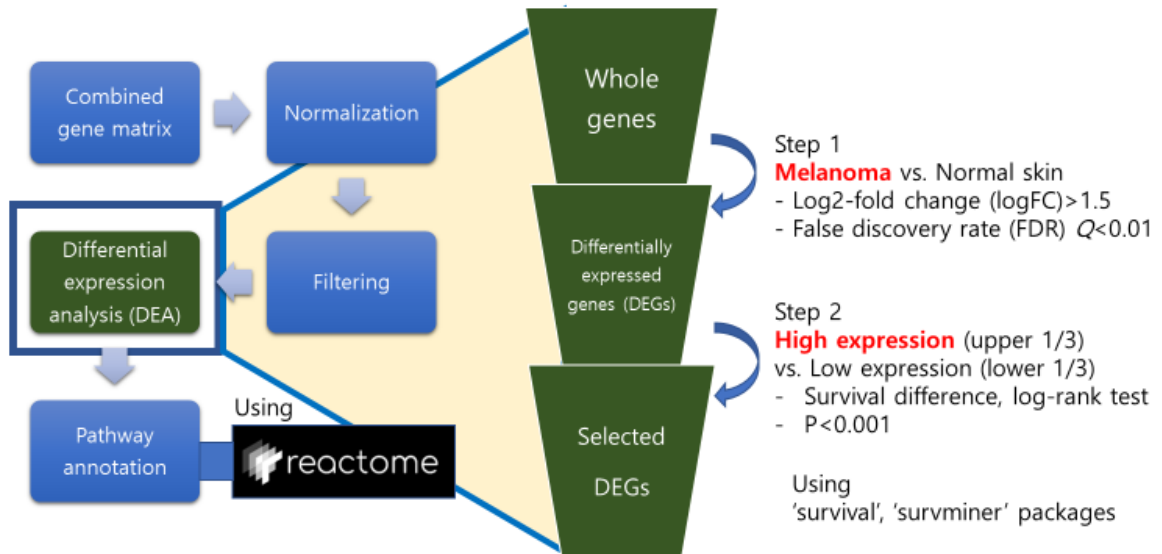 Combined
gene matrix
Normalization
Filtering
Differential
expression
analysis (DEA)
Pathway
annotation
Using
reactome
Whole
genes
Differentially
expressed
genes (DEGs)
Selected
DEGs
Step 1
Melanoma vs. Normal skin
- Log2-fold change (logFC)>1.5
- False discovery rate (FDR) Q<0.01
Step 2
High expression (upper 1/3)
vs. Low expression (lower 1/3)
- Survival difference, log-rank test
- P<0.001
Using
‘survival’, ‘survminer’ packages